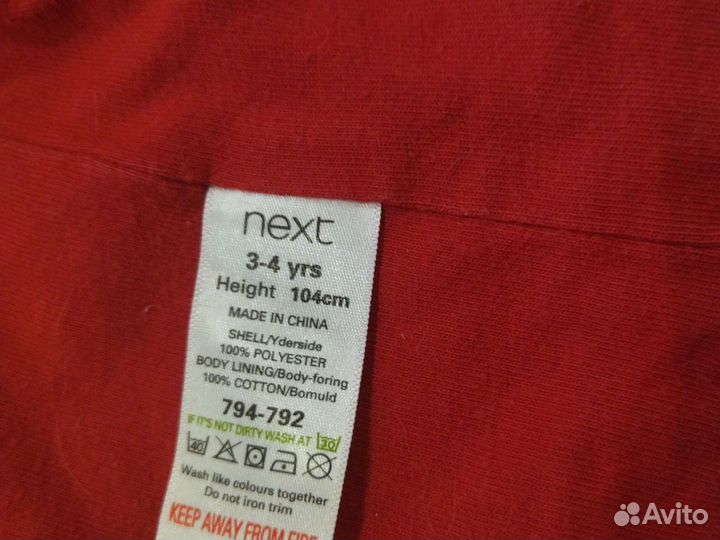 next
3-4 yrs
Height 104cm
MADE IN CHINA
SHELL/Yderside
100% POLYESTER
BODY LINING/Body-foring
100% COTTON/Bomuld
794-792
IF IT'S NOT DIRTY WASH AT 30
40
Wash like colours together
Do not iron trim
KEEP AWAY FROM FIRE
Avito